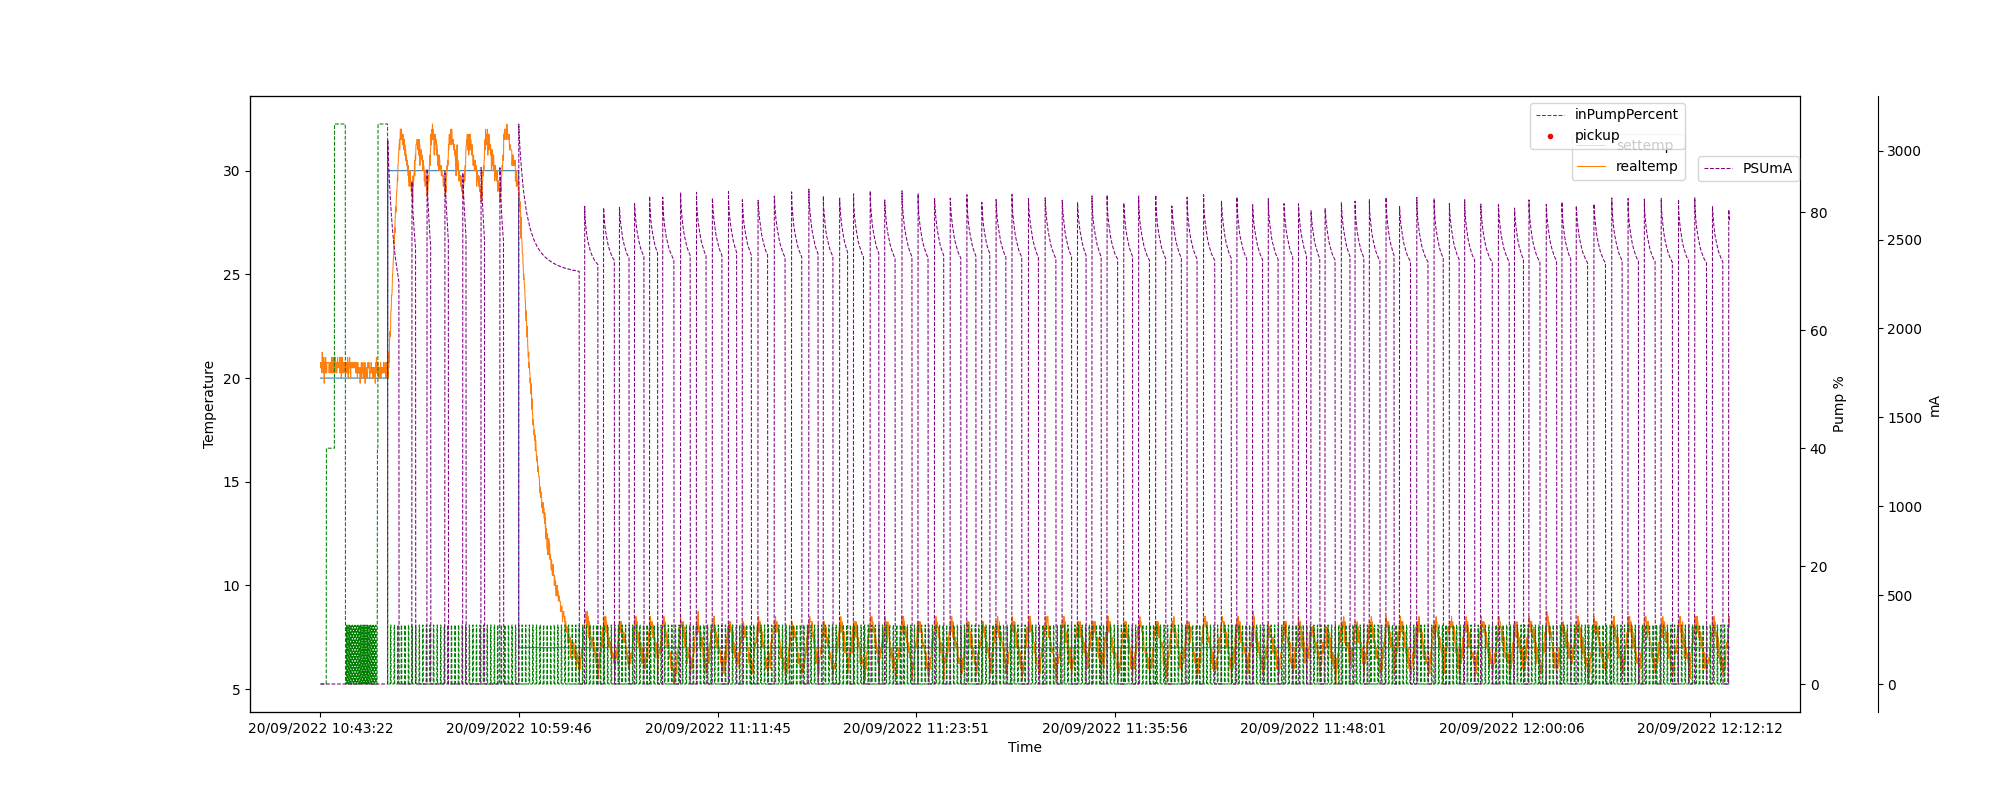 inPumpPercent
pickup
settemp
realtemp
PSUmA
30
25
20
15
10
5
Temperature
80
60
40
20
0
Pump %
3000
2500
2000
1500
1000
500
0
mA
20/09/2022 10:43:22
20/09/2022 10:59:46
20/09/2022 11:11:45
20/09/2022 11:23:51
20/09/2022 11:35:56
20/09/2022 11:48:01
20/09/2022 12:00:06
20/09/2022 12:12:12
Time